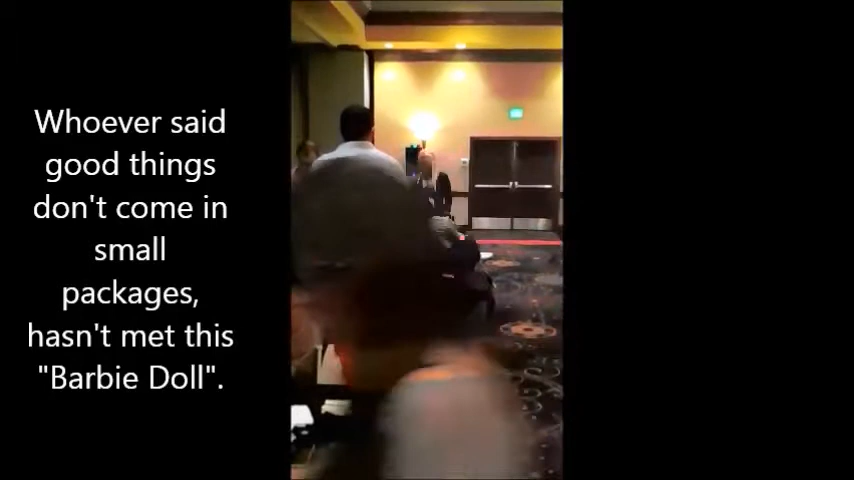 Whoever said
good things
don't come in
small
packages,
hasn't met this
"Barbie Doll".